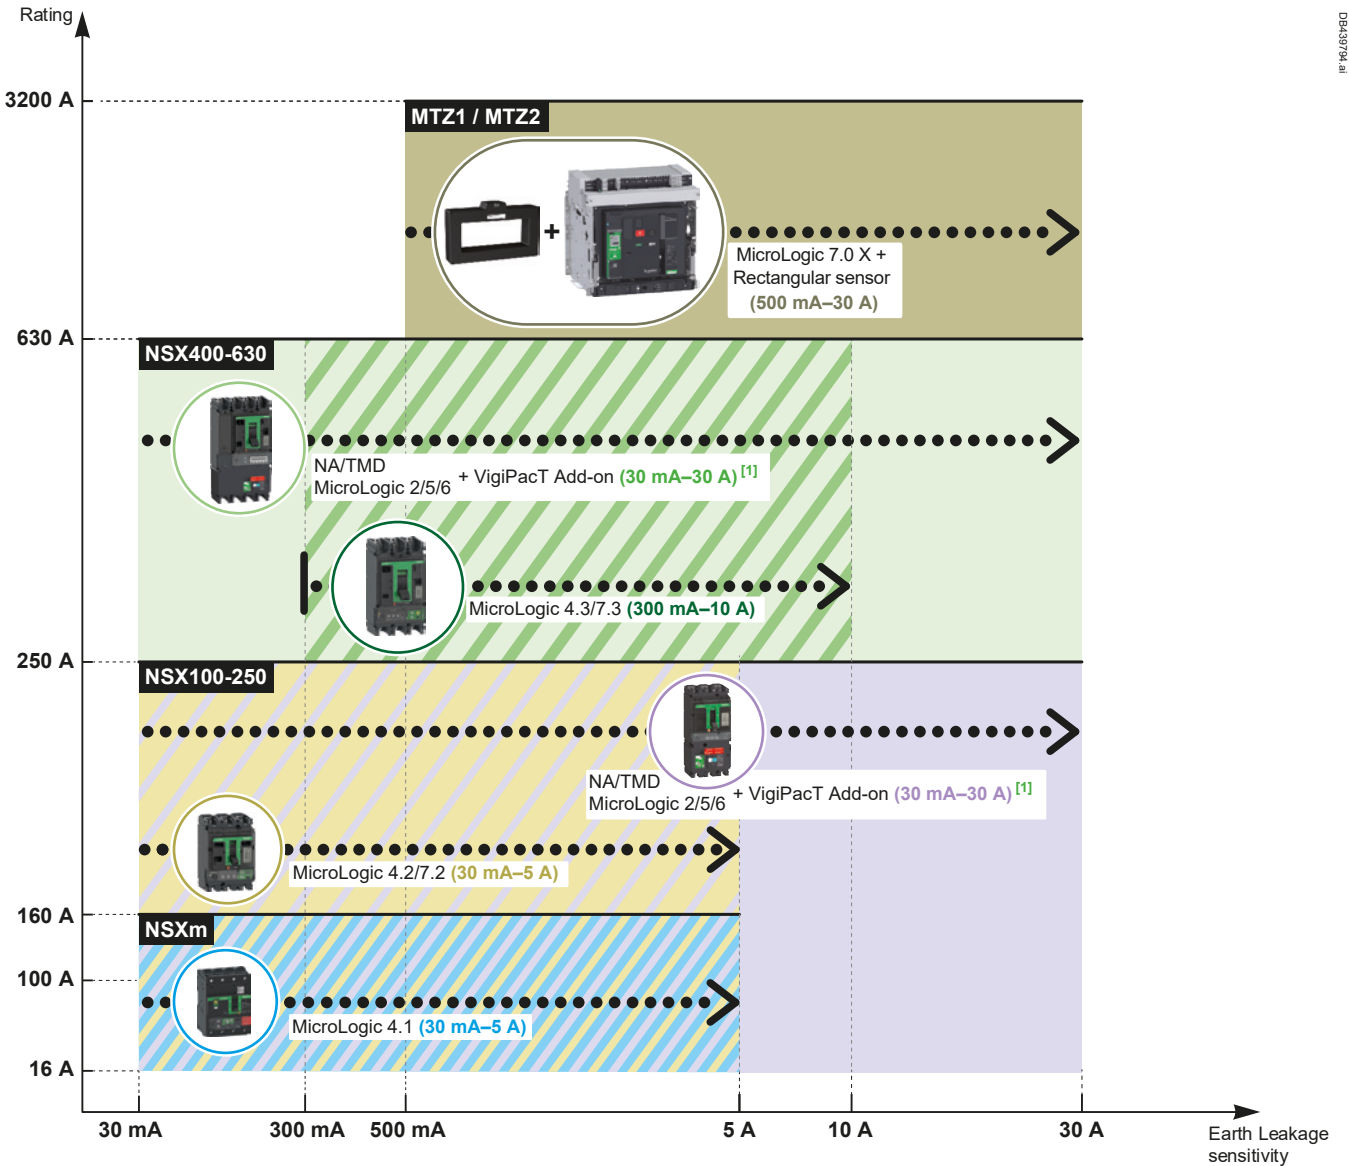 Rating
DB439794.ai
3200 A
MTZ1 / MTZ2
+
MicroLogic 7.0 X +
Rectangular sensor
(500 mA–30 A)
630 A
NSX400-630
NA/TMD
MicroLogic 2/5/6 + VigiPacT Add-on (30 mA–30 A) [1]
MicroLogic 4.3/7.3 (300 mA–10 A)
250 A
NSX100-250
NA/TMD
MicroLogic 2/5/6 + VigiPacT Add-on (30 mA–30 A) [1]
MicroLogic 4.2/7.2 (30 mA–5 A)
160 A
NSXm
100 A
MicroLogic 4.1 (30 mA–5 A)
16 A
30 mA 300 mA 500 mA 5 A 10 A 30 A
Earth Leakage
sensitivity